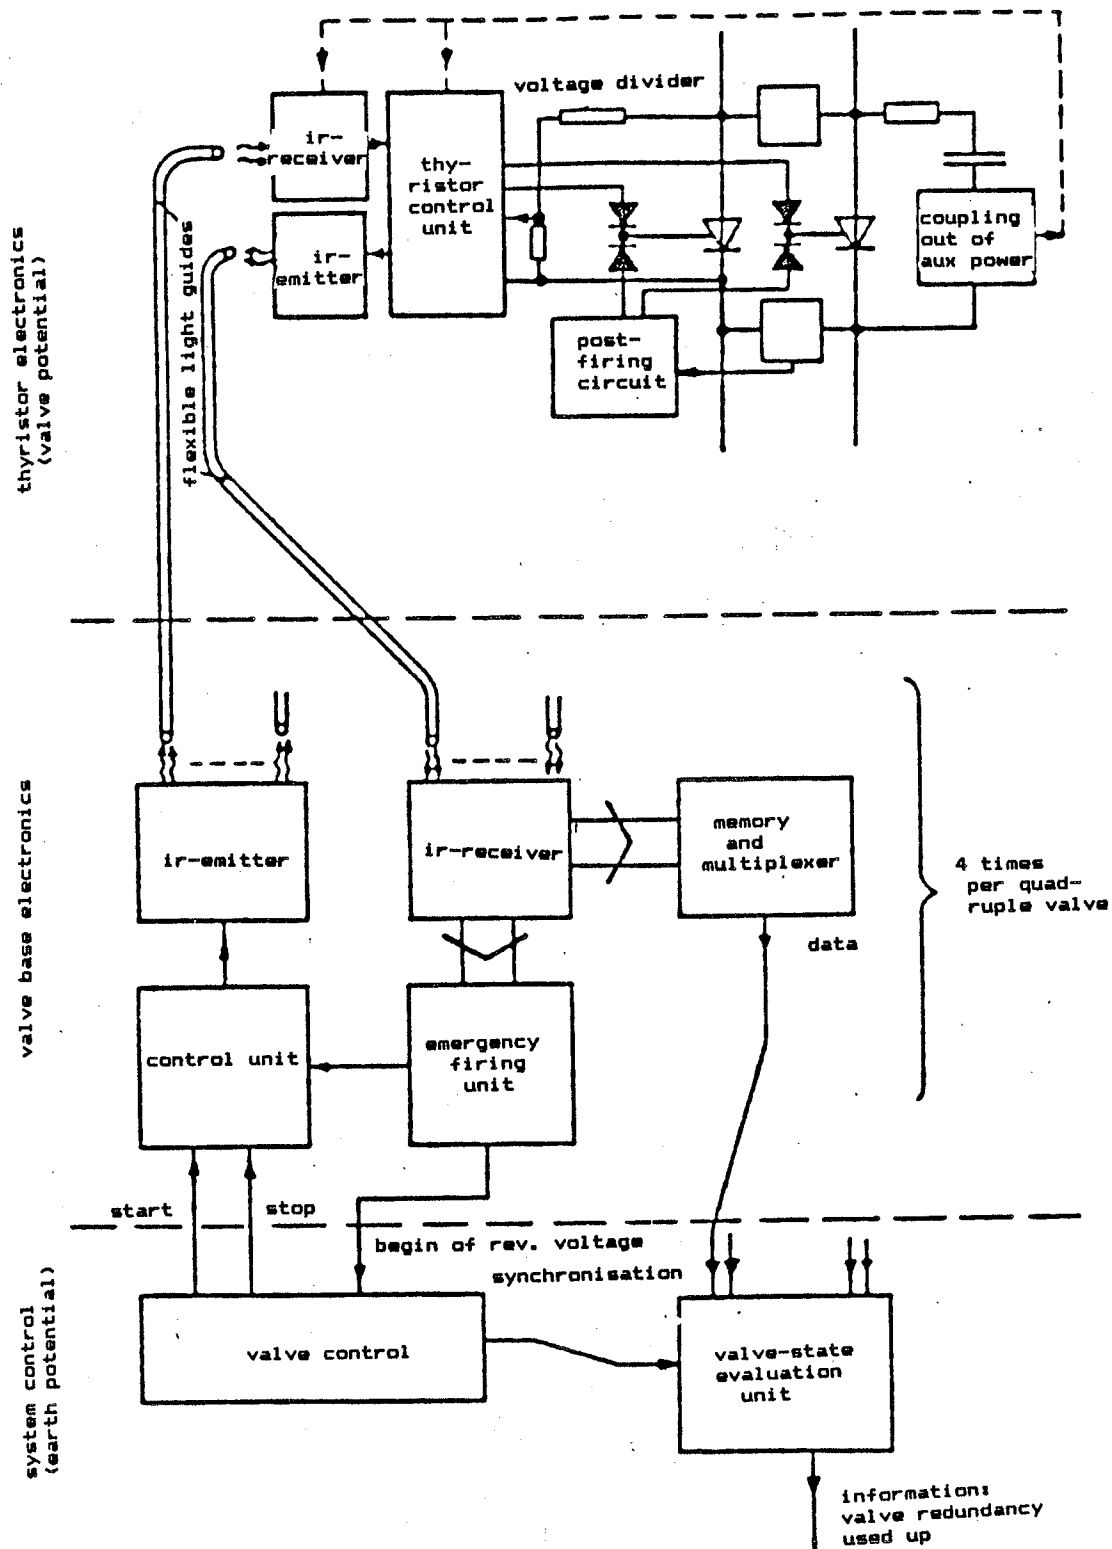 voltage divider
ir-
receiver
thy-
ristor
control
unit
ir-
emitter
coupling
out of
aux power
post-
firing
circuit
flexible light guides
thyristor electronics
(valve potential)
ir-emitter
ir-receiver
memory
and
multiplexer
4 times
per quad-
ruple valve
data
valve base electronics
control unit
emergency
firing
unit
start
stop
begin of rev. voltage
synchronisation
valve control
valve-state
evaluation
unit
system control
(earth potential)
information:
valve redundancy
used up